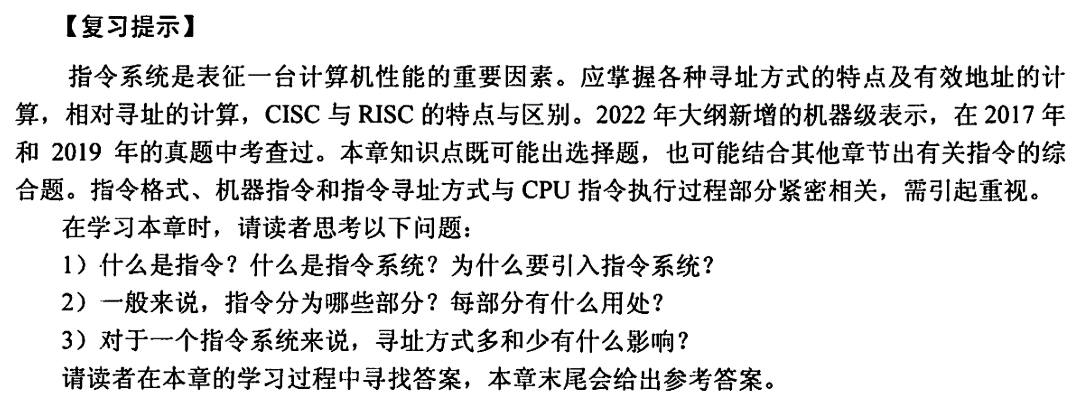 【复习提示】
指令系统是表征一台计算机性能的重要因素。应掌握各种寻址方式的特点及有效地址的计
算，相对寻址的计算，CISC 与 RISC 的特点与区别。2022 年大纲新增的机器级表示，在 2017 年
和 2019 年的真题中考查过。本章知识点既可能出选择题，也可能结合其他章节出有关指令的综
合题。指令格式、机器指令和指令寻址方式与 CPU 指令执行过程部分紧密相关，需引起重视。
在学习本章时，请读者思考以下问题：
1）什么是指令？什么是指令系统？为什么要引入指令系统？
2）一般来说，指令分为哪些部分？每部分有什么用处？
3）对于一个指令系统来说，寻址方式多和少有什么影响？
请读者在本章的学习过程中寻找答案，本章末尾会给出参考答案。